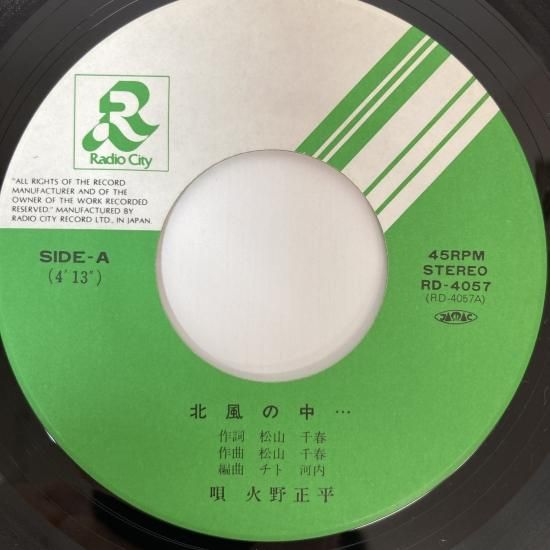 Radio City
"ALL RIGHTS OF THE RECORD
MANUFACTURER AND OF THE
OWNER OF THE WORK RECORDED
RESERVED." MANUFACTURED BY
RADIO CITY RECORD LTD., IN JAPAN.
SIDE-A
(4'13")
45RPM
STEREO
RD-4057
(RD-4057A)
JASRAC
北風の中…
作詞 松山 千春
作曲 松山 千春
編曲 チト 河内
唄 火野正平